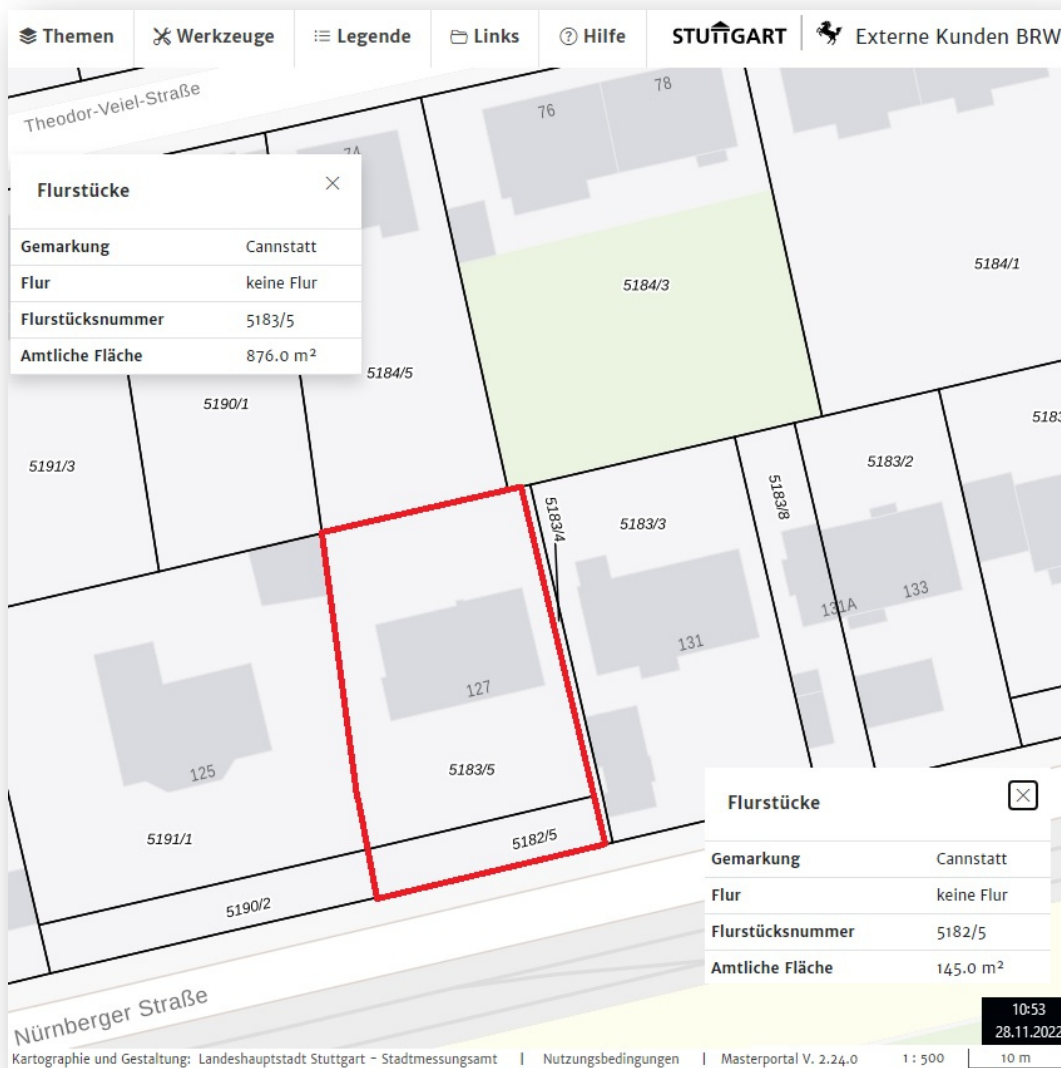 Themen Werkzeuge Legende Links Hilfe STUTTGART Externe Kunden BRW
Theodor-Veiel-Straße
78
76
74
Flurstücke
Gemarkung Cannstatt
Flur keine Flur
Flurstücksnummer 5183/5
Amtliche Fläche 876.0 m²
5184/1
5184/3
5184/5
5190/1
5191/3
5183/2
5183/8
5183/4
5183/3
133
131A
131
127
125
5183/5
5191/1
5182/5
5190/2
Flurstücke
Gemarkung Cannstatt
Flur keine Flur
Flurstücksnummer 5182/5
Amtliche Fläche 145.0 m²
Nürnberger Straße
10:53
28.11.2022
Kartographie und Gestaltung: Landeshauptstadt Stuttgart - Stadtmessungsamt | Nutzungsbedingungen | Masterportal V. 2.24.0 1 : 500 10 m